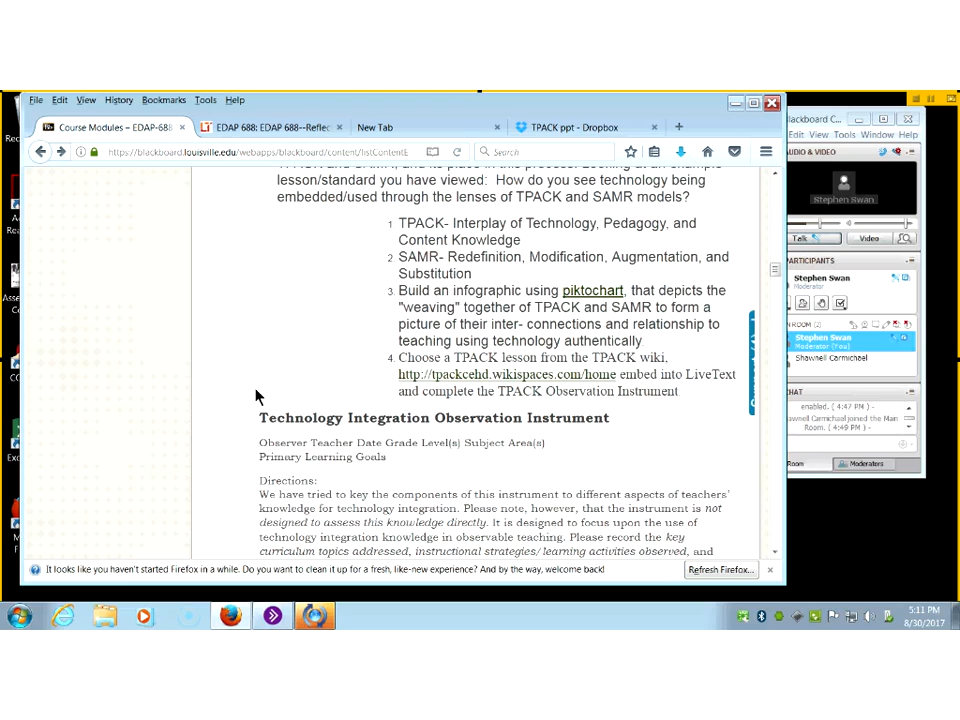 File Edit View History Bookmarks Tools Help
Course Modules – EDAP-688 × EDAP 688: EDAP 688--Reflec × New Tab × TPACK ppt - Dropbox × +
https://blackboard.louisville.edu/webapps/blackboard/content/listContentE Search
lesson/standard you have viewed: How do you see technology being
embedded/used through the lenses of TPACK and SAMR models?
1 TPACK- Interplay of Technology, Pedagogy, and
Content Knowledge
2 SAMR- Redefinition, Modification, Augmentation, and
Substitution
3 Build an infographic using piktochart, that depicts the
"weaving" together of TPACK and SAMR to form a
picture of their inter- connections and relationship to
teaching using technology authentically
4 Choose a TPACK lesson from the TPACK wiki,
http://tpackcehd.wikispaces.com/home embed into LiveText
and complete the TPACK Observation Instrument
Technology Integration Observation Instrument
Observer Teacher Date Grade Level(s) Subject Area(s)
Primary Learning Goals
Directions:
We have tried to key the components of this instrument to different aspects of teachers'
knowledge for technology integration. Please note, however, that the instrument is not
designed to assess this knowledge directly. It is designed to focus upon the use of
technology integration knowledge in observable teaching. Please record the key
curriculum topics addressed, instructional strategies/learning activities observed, and
It looks like you haven't started Firefox in a while. Do you want to clean it up for a fresh, like-new experience? And by the way, welcome back! Refresh Firefox... ×
lackboard C...
Edit View Tools Window Help
AUDIO & VIDEO
Stephen Swan
Talk Video
PARTICIPANTS
Stephen Swan
Moderator
Stephen Swan
Moderator (You)
Shawnell Carmichael
CHAT
enabled. ( 4:47 PM ) -
wnell Carmichael joined the Main
Room. ( 4:49 PM ) -
Room Moderators
5:11 PM
8/30/2017